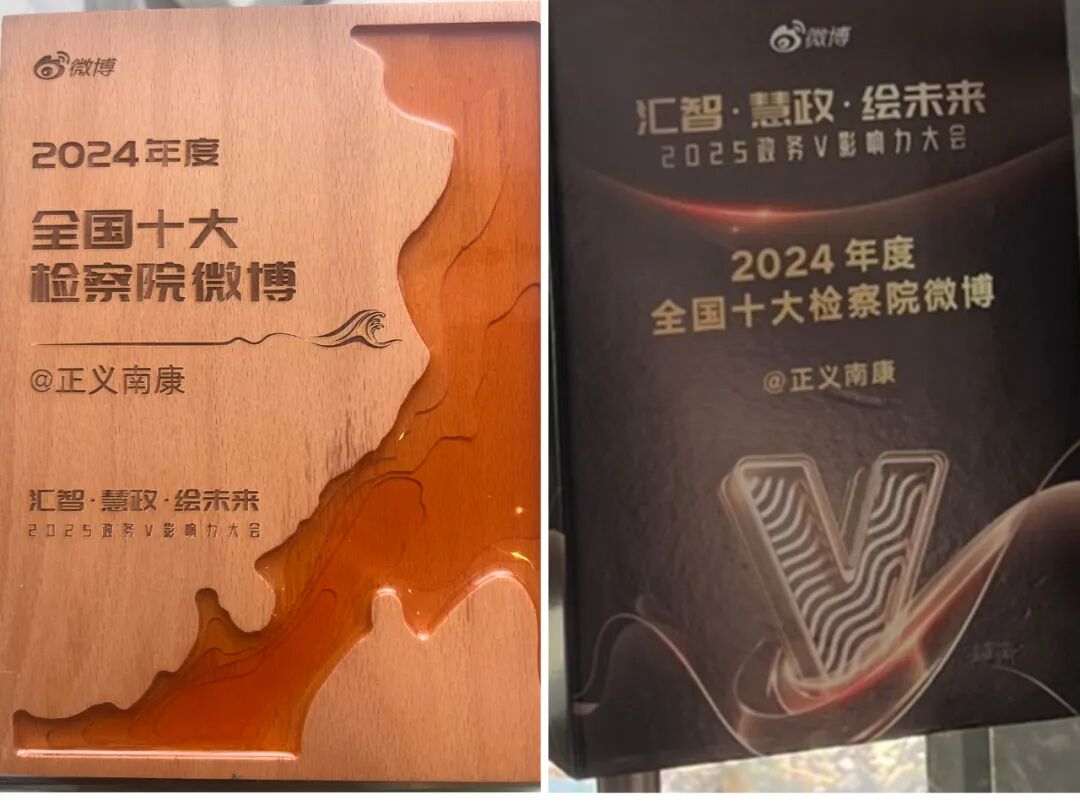 微博
2024年度
全国十大
检察院微博
@正义南康
汇智·慧政·绘未来
2025政务V影响力大会
微博
汇智·慧政·绘未来
2025政务V影响力大会
2024年度
全国十大检察院微博
@正义南康
V